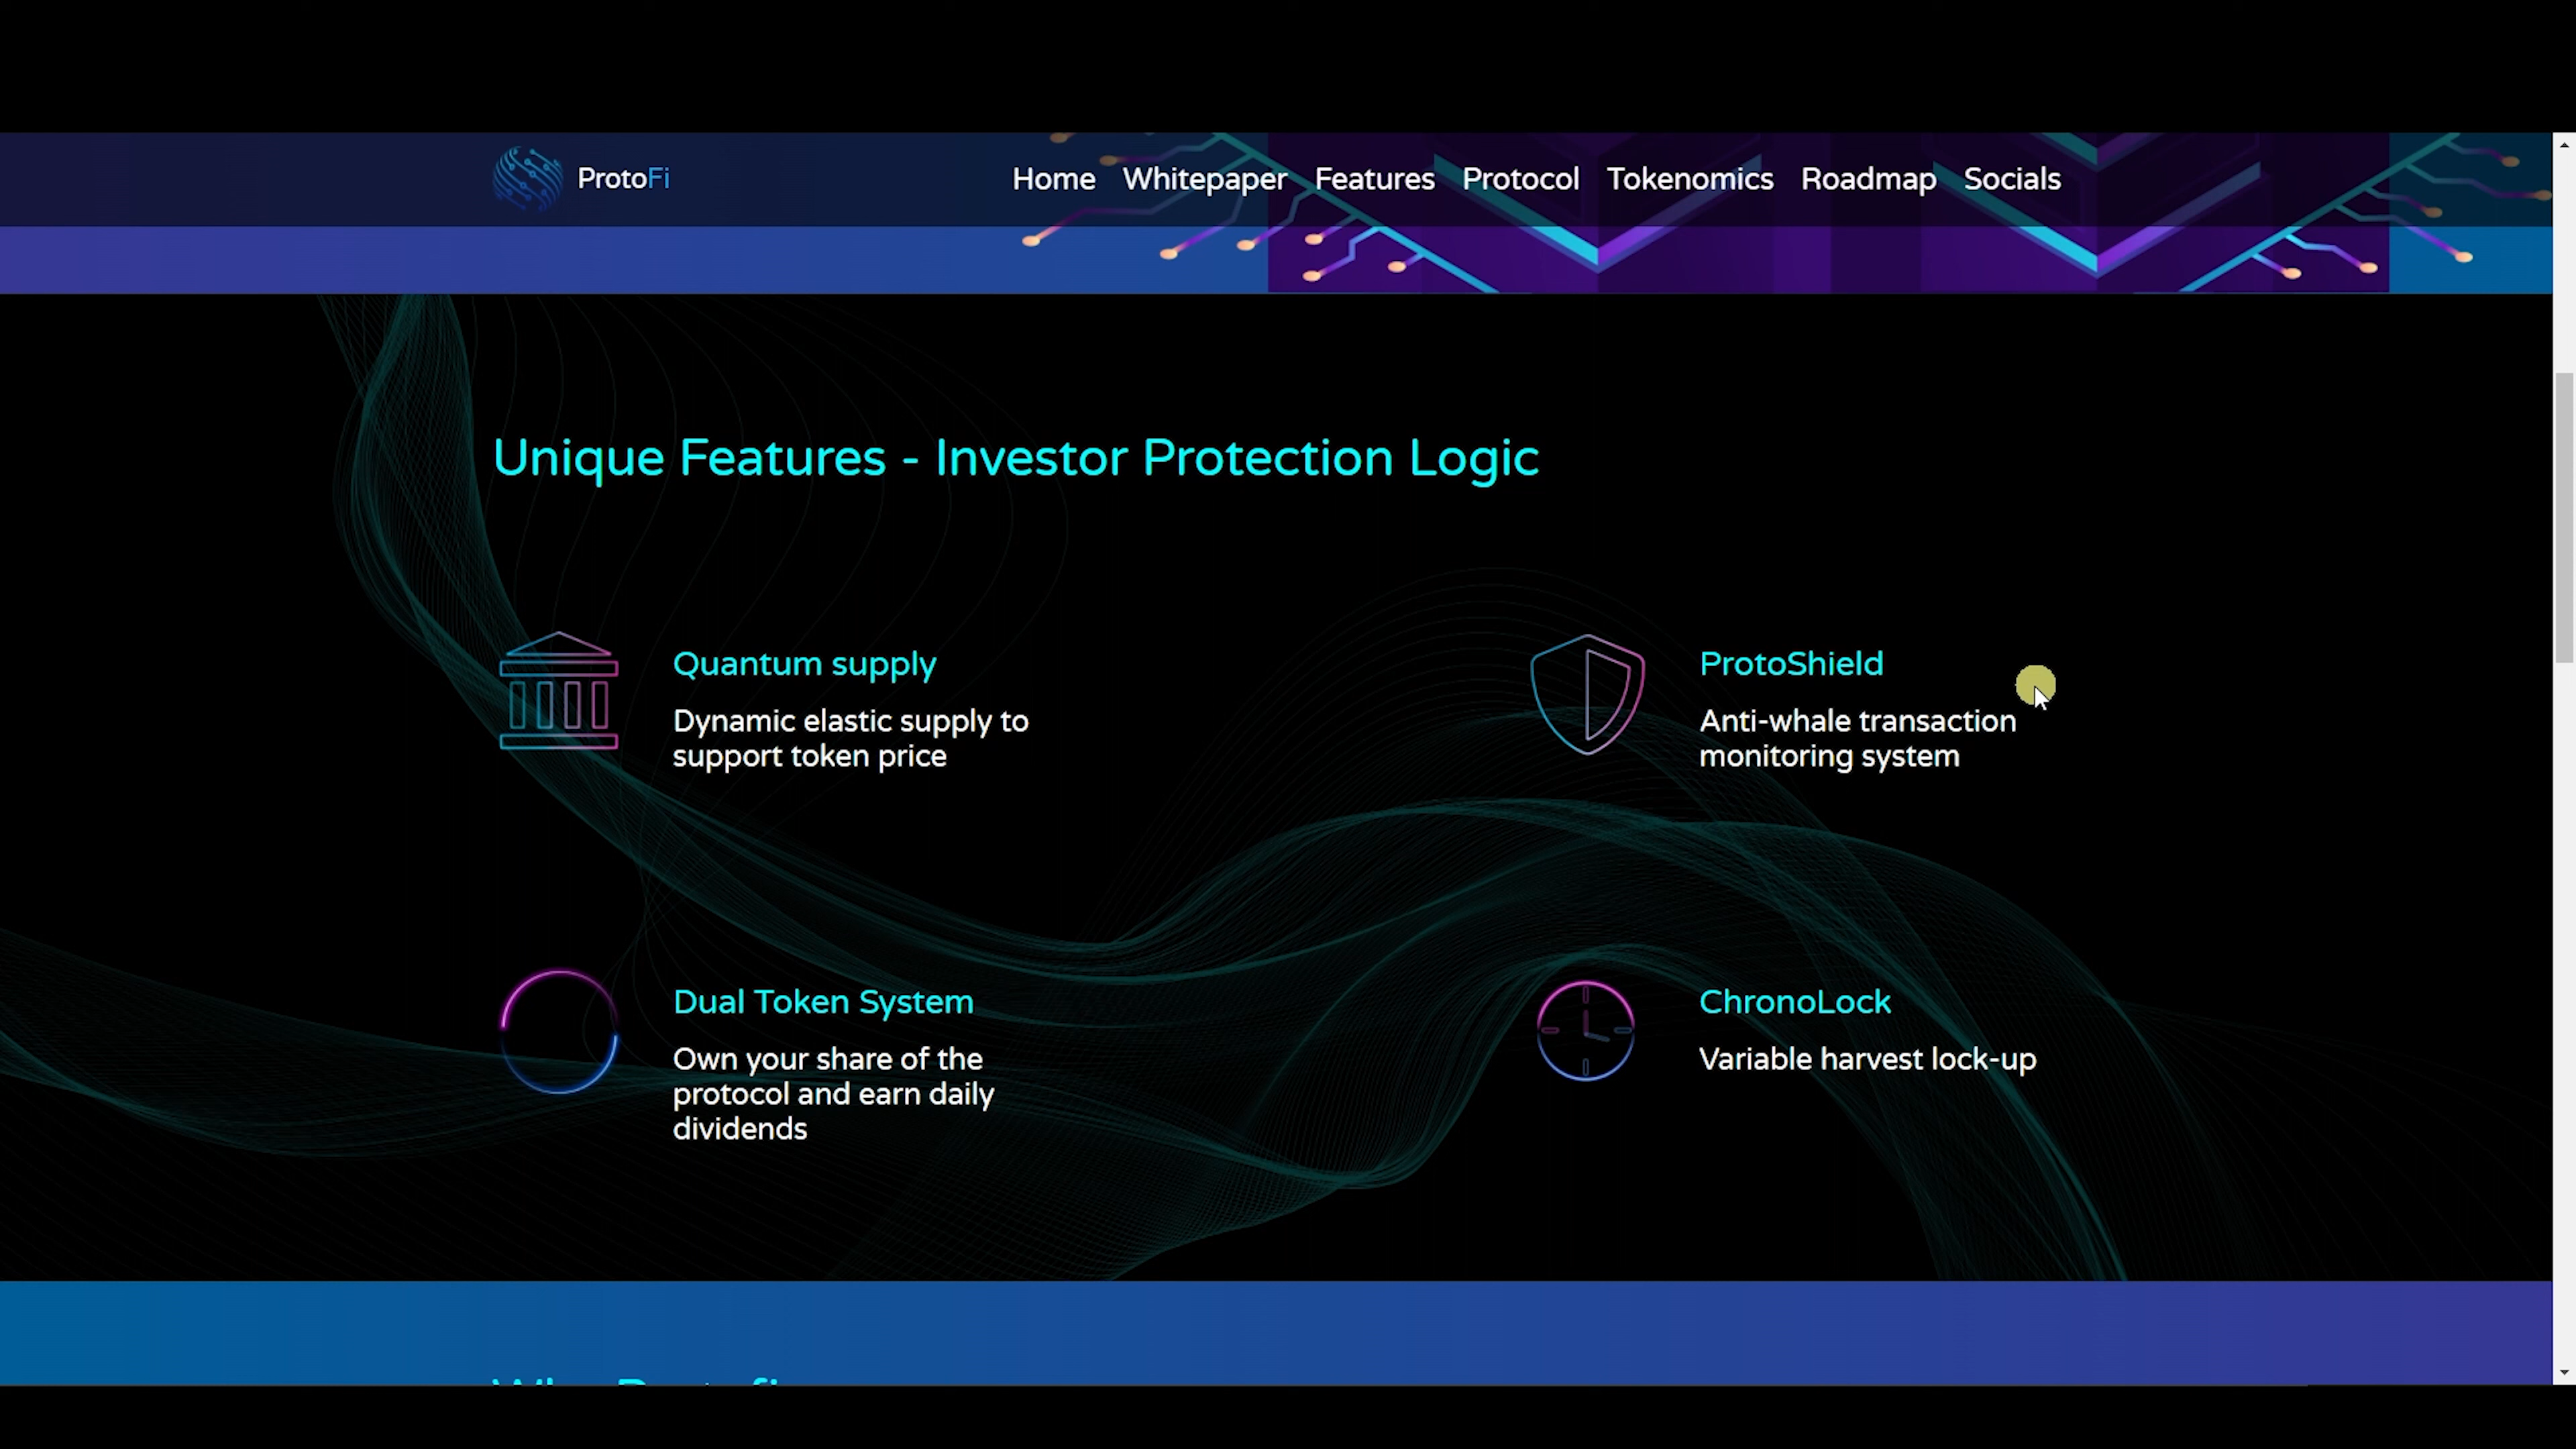 ProtoFi
Home Whitepaper Features Protocol Tokenomics Roadmap Socials
Unique Features - Investor Protection Logic
Quantum supply
Dynamic elastic supply to
support token price
ProtoShield
Anti-whale transaction
monitoring system
Dual Token System
Own your share of the
protocol and earn daily
dividends
ChronoLock
Variable harvest lock-up